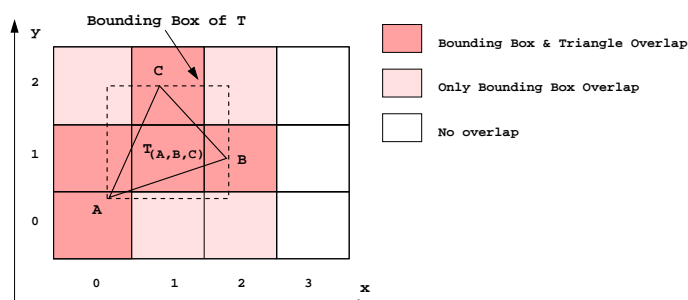 Bounding Box of T
y
C
2
T(A,B,C)
1
B
A
0
0 1 2 3
x
Bounding Box & Triangle Overlap
Only Bounding Box Overlap
No overlap